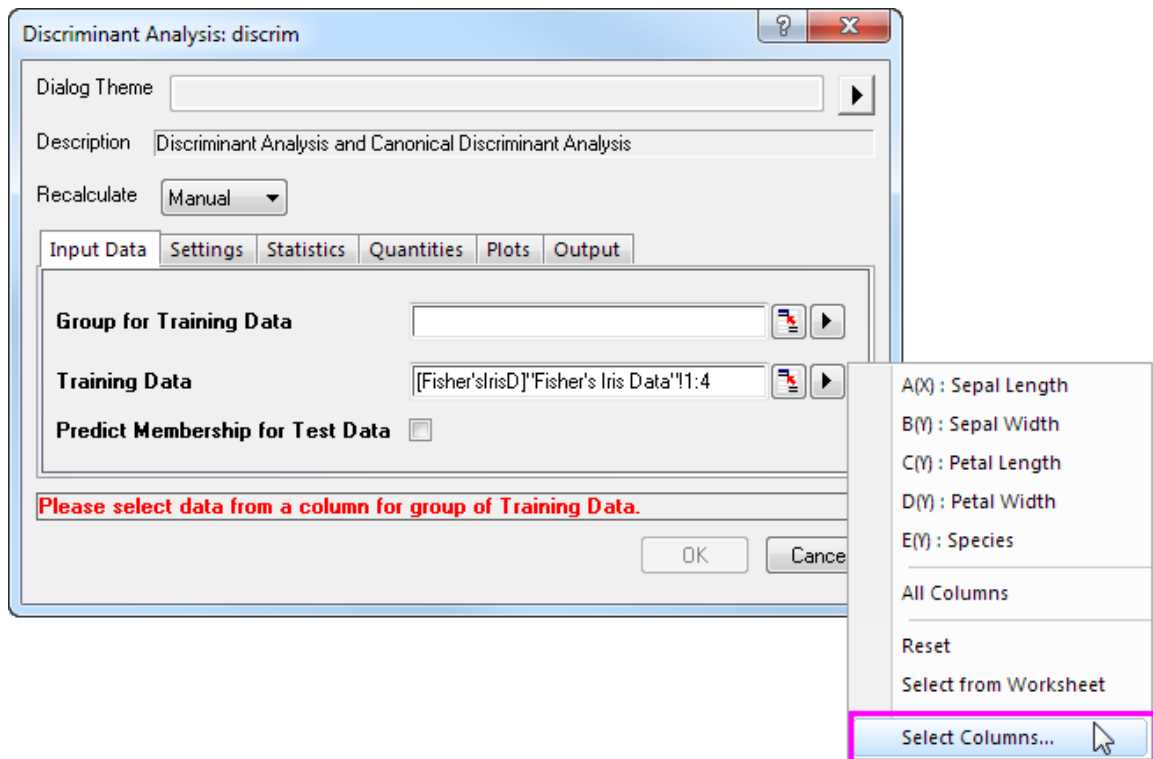 Discriminant Analysis: discrim
?
Dialog Theme
Description Discriminant Analysis and Canonical Discriminant Analysis
Recalculate Manual
Input Data Settings Statistics Quantities Plots Output
Group for Training Data
Training Data [Fisher'sIrisD]"Fisher's Iris Data"!1:4
Predict Membership for Test Data
Please select data from a column for group of Training Data.
OK Cance
A(X) : Sepal Length
B(Y) : Sepal Width
C(Y) : Petal Length
D(Y) : Petal Width
E(Y) : Species
All Columns
Reset
Select from Worksheet
Select Columns...